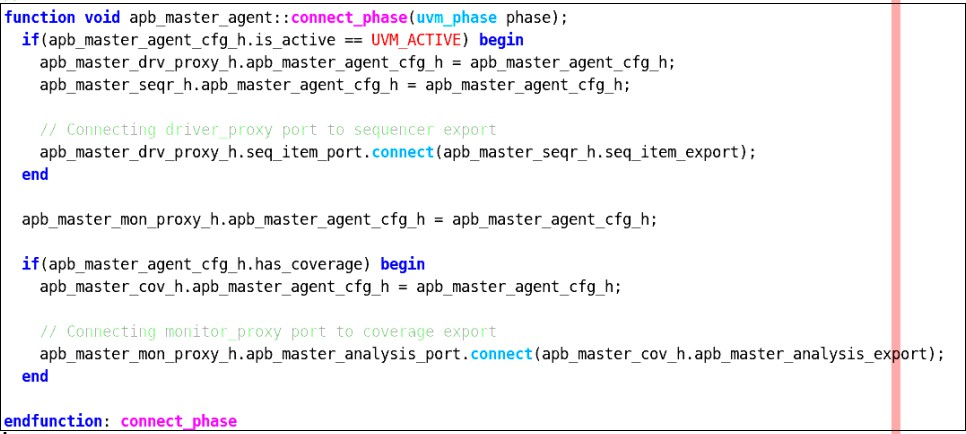 function void apb_master_agent::connect_phase(uvm_phase phase);
if(apb_master_agent_cfg_h.is_active == UVM_ACTIVE) begin
apb_master_drv_proxy_h.apb_master_agent_cfg_h = apb_master_agent_cfg_h;
apb_master_seqr_h.apb_master_agent_cfg_h = apb_master_agent_cfg_h;
// Connecting driver_proxy port to sequencer export
apb_master_drv_proxy_h.seq_item_port.connect(apb_master_seqr_h.seq_item_export);
end
apb_master_mon_proxy_h.apb_master_agent_cfg_h = apb_master_agent_cfg_h;
if(apb_master_agent_cfg_h.has_coverage) begin
apb_master_cov_h.apb_master_agent_cfg_h = apb_master_agent_cfg_h;
// Connecting monitor_proxy port to coverage export
apb_master_mon_proxy_h.apb_master_analysis_port.connect(apb_master_cov_h.apb_master_analysis_export);
end
endfunction: connect_phase